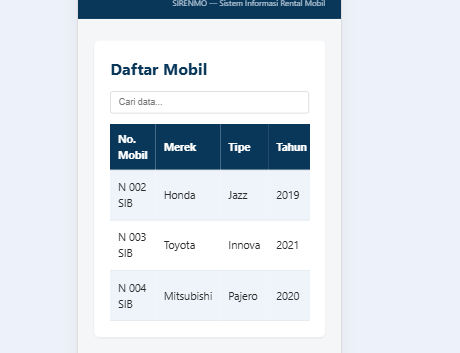 SIRENMO — Sistem Informasi Rental Mobil
Daftar Mobil
Cari data...
No. Mobil Merek Tipe Tahun
N 002 SIB Honda Jazz 2019
N 003 SIB Toyota Innova 2021
N 004 SIB Mitsubishi Pajero 2020